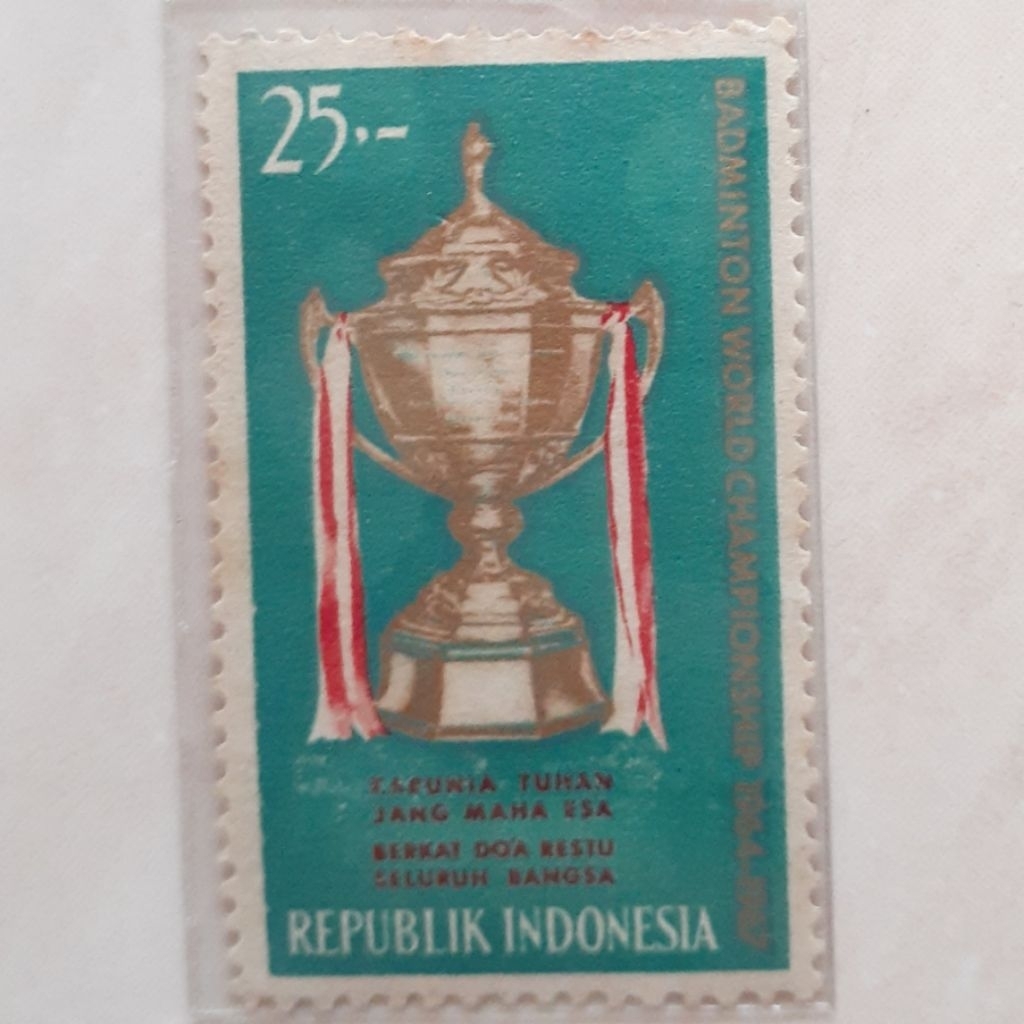 25.-
BADMINTON WORLD CHAMPIONSHIP 1964-1967
KARUNIA TUHAN
JANG MAHA ESA
BERKAT DO'A RESTU
SELURUH BANGSA
REPUBLIK INDONESIA